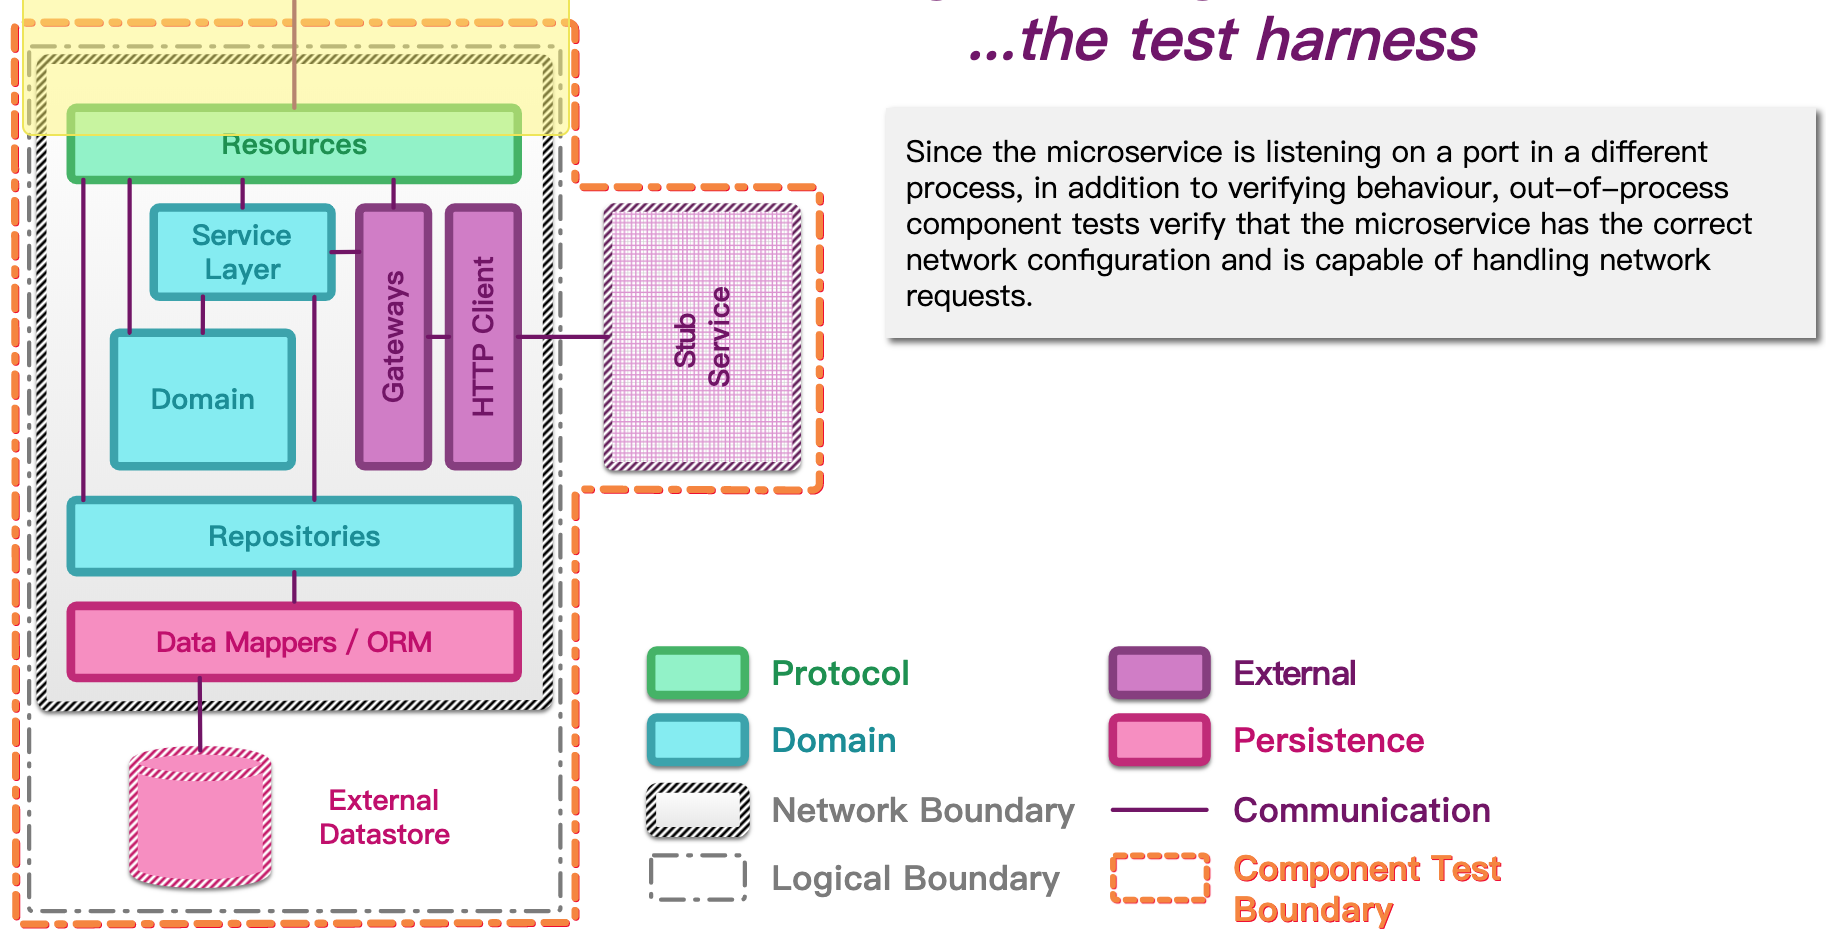 ...the test harness
Since the microservice is listening on a port in a different
process, in addition to verifying behaviour, out-of-process
component tests verify that the microservice has the correct
network configuration and is capable of handling network
requests.
Resources
Service
Layer
Gateways
HTTP Client
Stub
Service
Domain
Repositories
Data Mappers / ORM
External
Datastore
Protocol
External
Domain
Persistence
Network Boundary
Communication
Logical Boundary
Component Test
Boundary